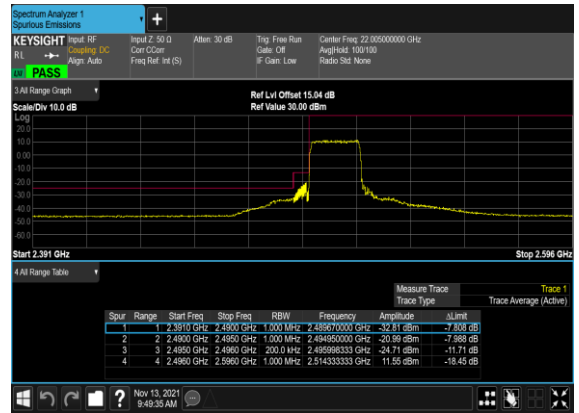 Spectrum Analyzer 1
Spurious Emissions
+
KEYSIGHT Input: RF Input Z: 50 Ω Atten: 30 dB Trig: Free Run Center Freq: 22.005000000 GHz
RL Coupling: DC Corr CCorr Gate: Off Avg|Hold: 100/100
Align: Auto Freq Ref: Int (S) IF Gain: Low Radio Std: None
PASS
3 All Range Graph
Ref Lvl Offset 15.04 dB
Scale/Div 10.0 dB Ref Value 30.00 dBm
Log
20.0
10.0
0.00
-10.0
-20.0
-30.0
-40.0
-50.0
-60.0
Start 2.391 GHz Stop 2.596 GHz
4 All Range Table
Measure Trace Trace 1
Trace Type Trace Average (Active)
Spur Range Start Freq Stop Freq RBW Frequency Amplitude ΔLimit
1 1 2.3910 GHz 2.4900 GHz 1.000 MHz 2.489670000 GHz -32.81 dBm -7.808 dB
2 2 2.4900 GHz 2.4950 GHz 1.000 MHz 2.494950000 GHz -20.99 dBm -7.988 dB
3 3 2.4950 GHz 2.4960 GHz 200.0 kHz 2.495998333 GHz -24.71 dBm -11.71 dB
4 4 2.4960 GHz 2.5960 GHz 1.000 MHz 2.514333333 GHz 11.55 dBm -18.45 dB
?
Nov 13, 2021
9:49:35 AM